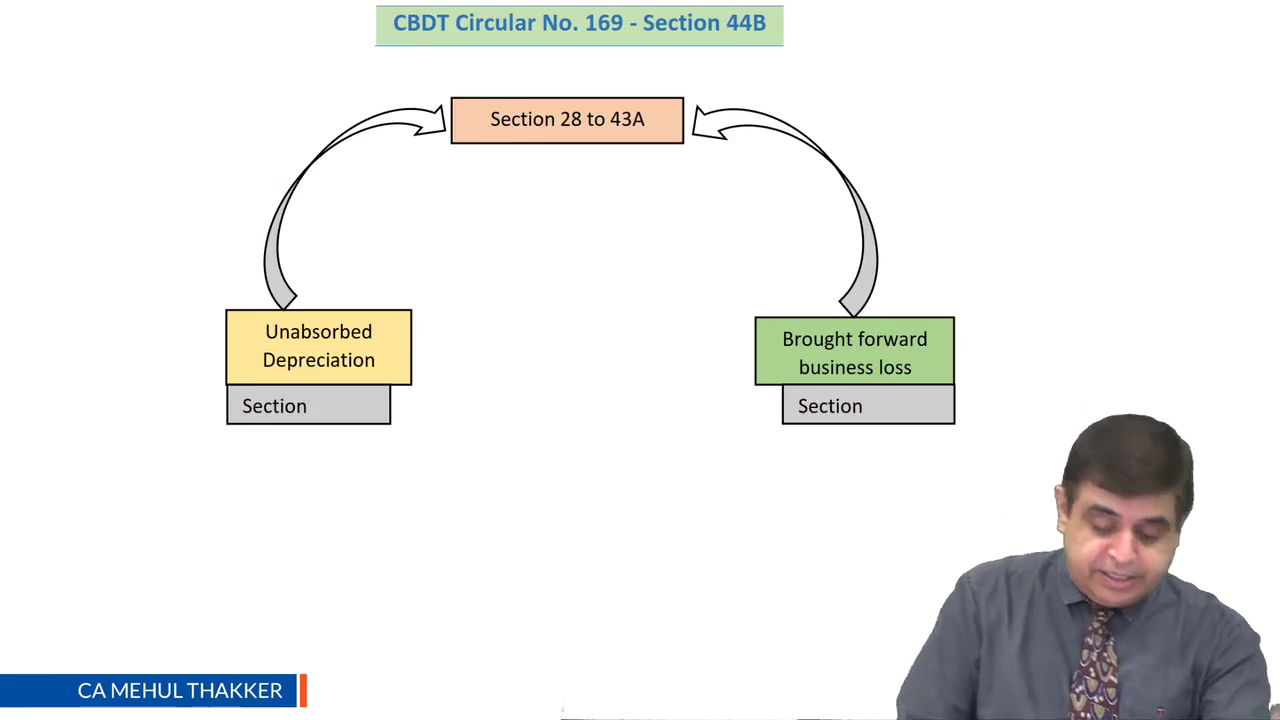 CBDT Circular No. 169 - Section 44B
Section 28 to 43A
Unabsorbed
Depreciation
Section
Brought forward
business loss
Section
CA MEHUL THAKKER